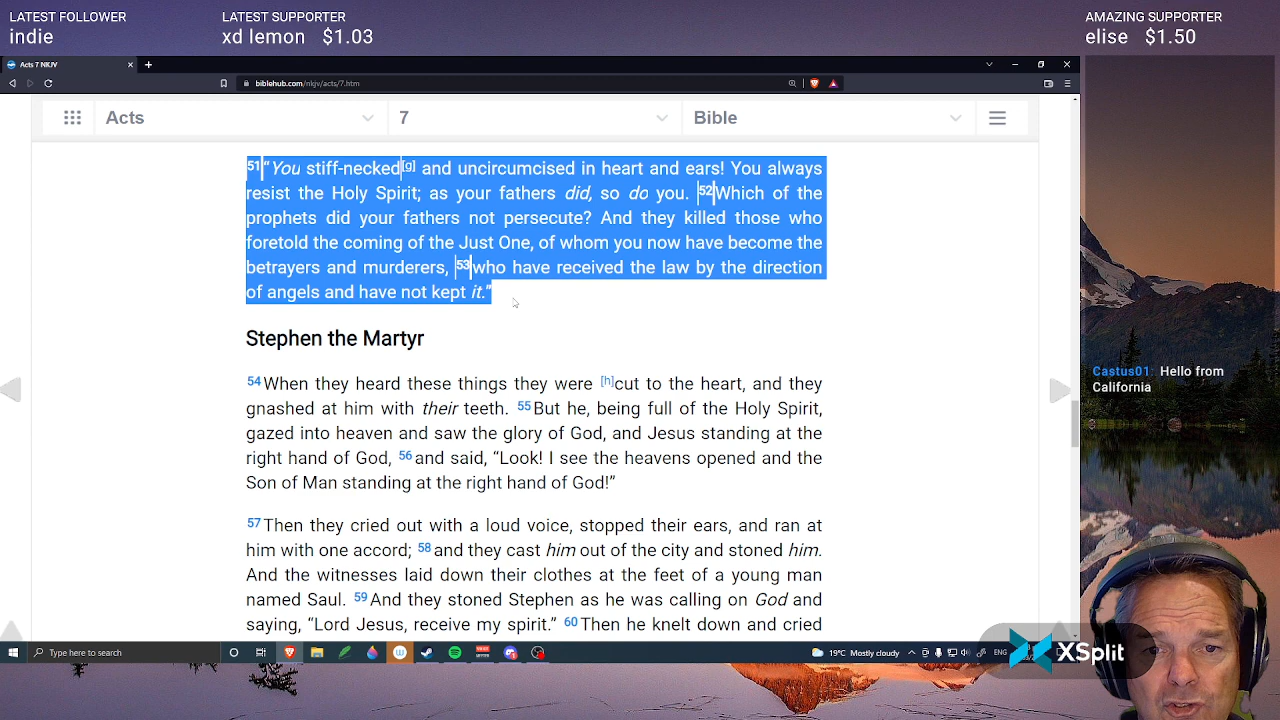 LATEST FOLLOWER
indie
LATEST SUPPORTER
xd lemon $1.03
AMAZING SUPPORTER
elise $1.50
Acts 7 NKJV
biblehub.com/nkjv/acts/7.htm
Acts
7
Bible
51"You stiff-necked[g] and uncircumcised in heart and ears! You always
resist the Holy Spirit; as your fathers did, so do you. 52Which of the
prophets did your fathers not persecute? And they killed those who
foretold the coming of the Just One, of whom you now have become the
betrayers and murderers, 53who have received the law by the direction
of angels and have not kept it."
Stephen the Martyr
54When they heard these things they were [h]cut to the heart, and they
gnashed at him with their teeth. 55But he, being full of the Holy Spirit,
gazed into heaven and saw the glory of God, and Jesus standing at the
right hand of God, 56and said, “Look! I see the heavens opened and the
Son of Man standing at the right hand of God!”
57Then they cried out with a loud voice, stopped their ears, and ran at
him with one accord; 58and they cast him out of the city and stoned him.
And the witnesses laid down their clothes at the feet of a young man
named Saul. 59And they stoned Stephen as he was calling on God and
saying, “Lord Jesus, receive my spirit.” 60Then he knelt down and cried
Castus01: Hello from
California
Type here to search
19°C Mostly cloudy
ENG
XSplit